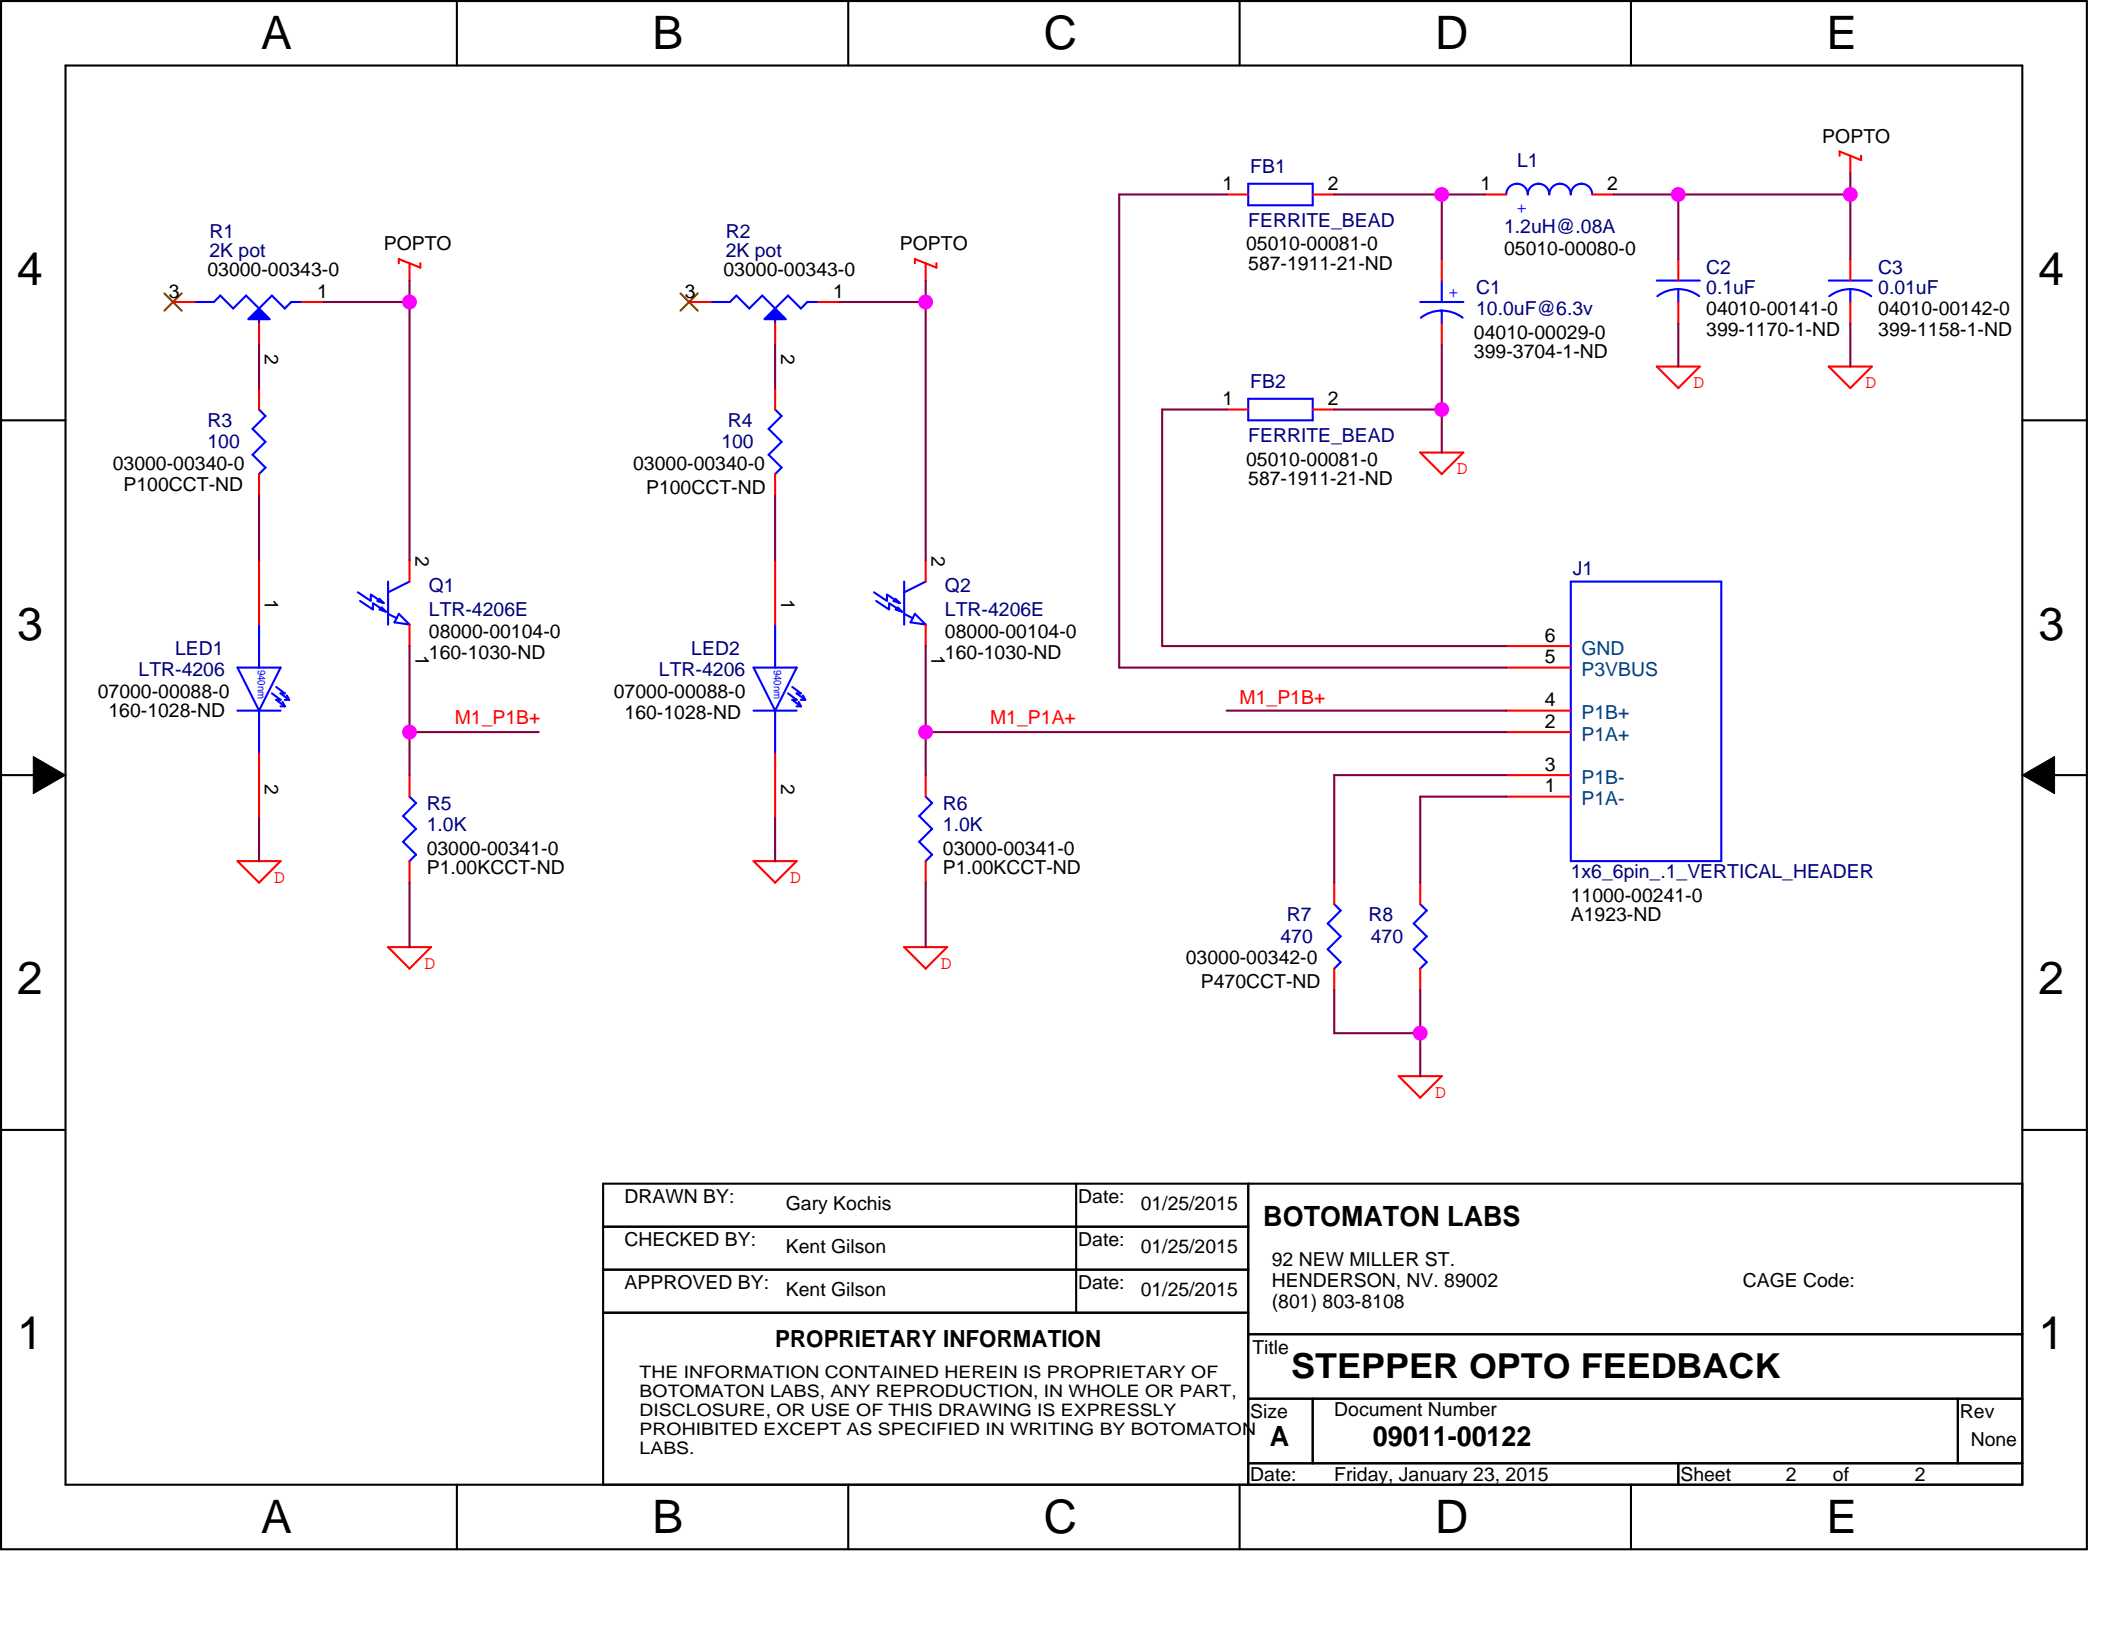 A B C D E
4 4
3 3
2 2
1 1
R1
2K pot
03000-00343-0
3 1
2
POPTO
R3
100
03000-00340-0
P100CCT-ND
1
LED1
LTR-4206
07000-00088-0
160-1028-ND
940nm
2
D
2
Q1
LTR-4206E
08000-00104-0
160-1030-ND
1
M1_P1B+
R5
1.0K
03000-00341-0
P1.00KCCT-ND
D
R2
2K pot
03000-00343-0
3 1
2
POPTO
R4
100
03000-00340-0
P100CCT-ND
1
LED2
LTR-4206
07000-00088-0
160-1028-ND
940nm
2
D
2
Q2
LTR-4206E
08000-00104-0
160-1030-ND
1
M1_P1A+
R6
1.0K
03000-00341-0
P1.00KCCT-ND
D
FB1
1 2
FERRITE_BEAD
05010-00081-0
587-1911-21-ND
L1
1 2
+
1.2uH@.08A
05010-00080-0
POPTO
+ C1
10.0uF@6.3v
04010-00029-0
399-3704-1-ND
C2
0.1uF
04010-00141-0
399-1170-1-ND
D
C3
0.01uF
04010-00142-0
399-1158-1-ND
D
FB2
1 2
FERRITE_BEAD
05010-00081-0
587-1911-21-ND
D
J1
6 GND
5 P3VBUS
M1_P1B+
4 P1B+
2 P1A+
3 P1B-
1 P1A-
1x6_6pin_.1_VERTICAL_HEADER
11000-00241-0
A1923-ND
R7
470
03000-00342-0
P470CCT-ND
R8
470
D
DRAWN BY: Gary Kochis Date: 01/25/2015
CHECKED BY: Kent Gilson Date: 01/25/2015
APPROVED BY: Kent Gilson Date: 01/25/2015
PROPRIETARY INFORMATION
THE INFORMATION CONTAINED HEREIN IS PROPRIETARY OF
BOTOMATON LABS, ANY REPRODUCTION, IN WHOLE OR PART,
DISCLOSURE, OR USE OF THIS DRAWING IS EXPRESSLY
PROHIBITED EXCEPT AS SPECIFIED IN WRITING BY BOTOMATON
LABS.
BOTOMATON LABS
92 NEW MILLER ST.
HENDERSON, NV. 89002
(801) 803-8108
CAGE Code:
Title
STEPPER OPTO FEEDBACK
Size
A
Document Number
09011-00122
Rev
None
Date: Friday, January 23, 2015
Sheet 2 of 2
A B C D E